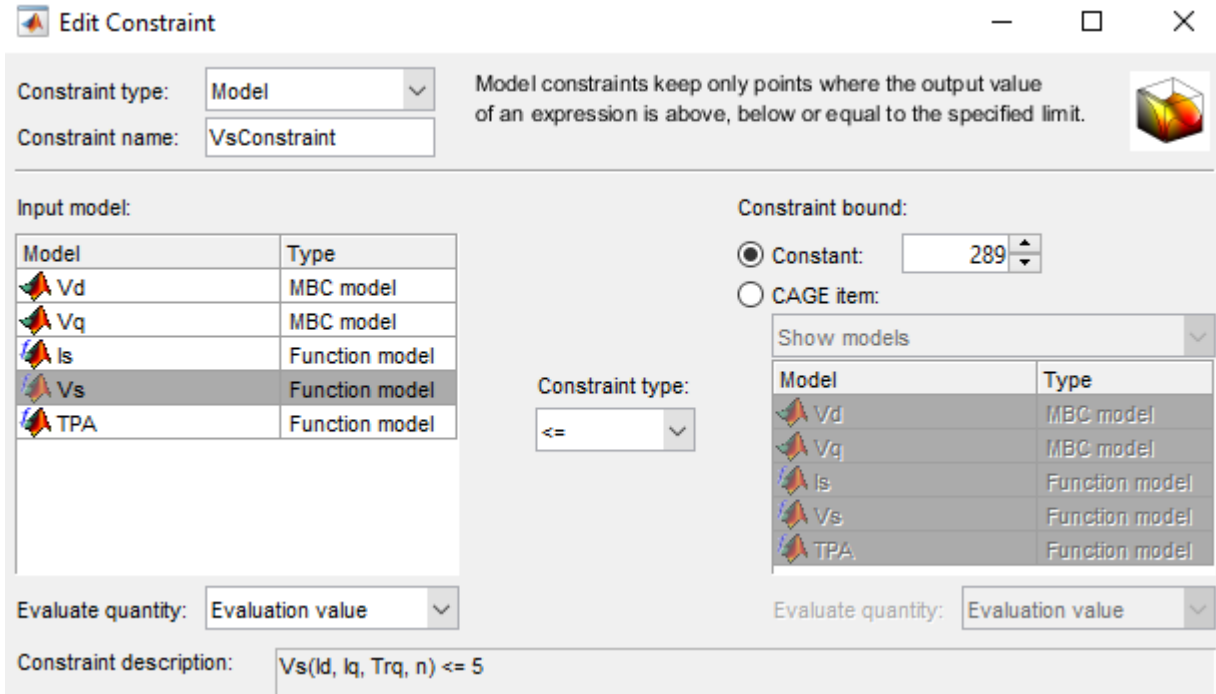 Edit Constraint
Constraint type: Model
Model constraints keep only points where the output value
of an expression is above, below or equal to the specified limit.
Constraint name: VsConstraint
Input model:
Model Type
Vd MBC model
Vq MBC model
Is Function model
Vs Function model
TPA Function model
Evaluate quantity: Evaluation value
Constraint type:
<=
Constraint bound:
Constant: 289
CAGE item:
Show models
Model Type
Vd MBC model
Vq MBC model
Is Function model
Vs Function model
TPA Function model
Evaluate quantity: Evaluation value
Constraint description: Vs(Id, Iq, Trq, n) <= 5